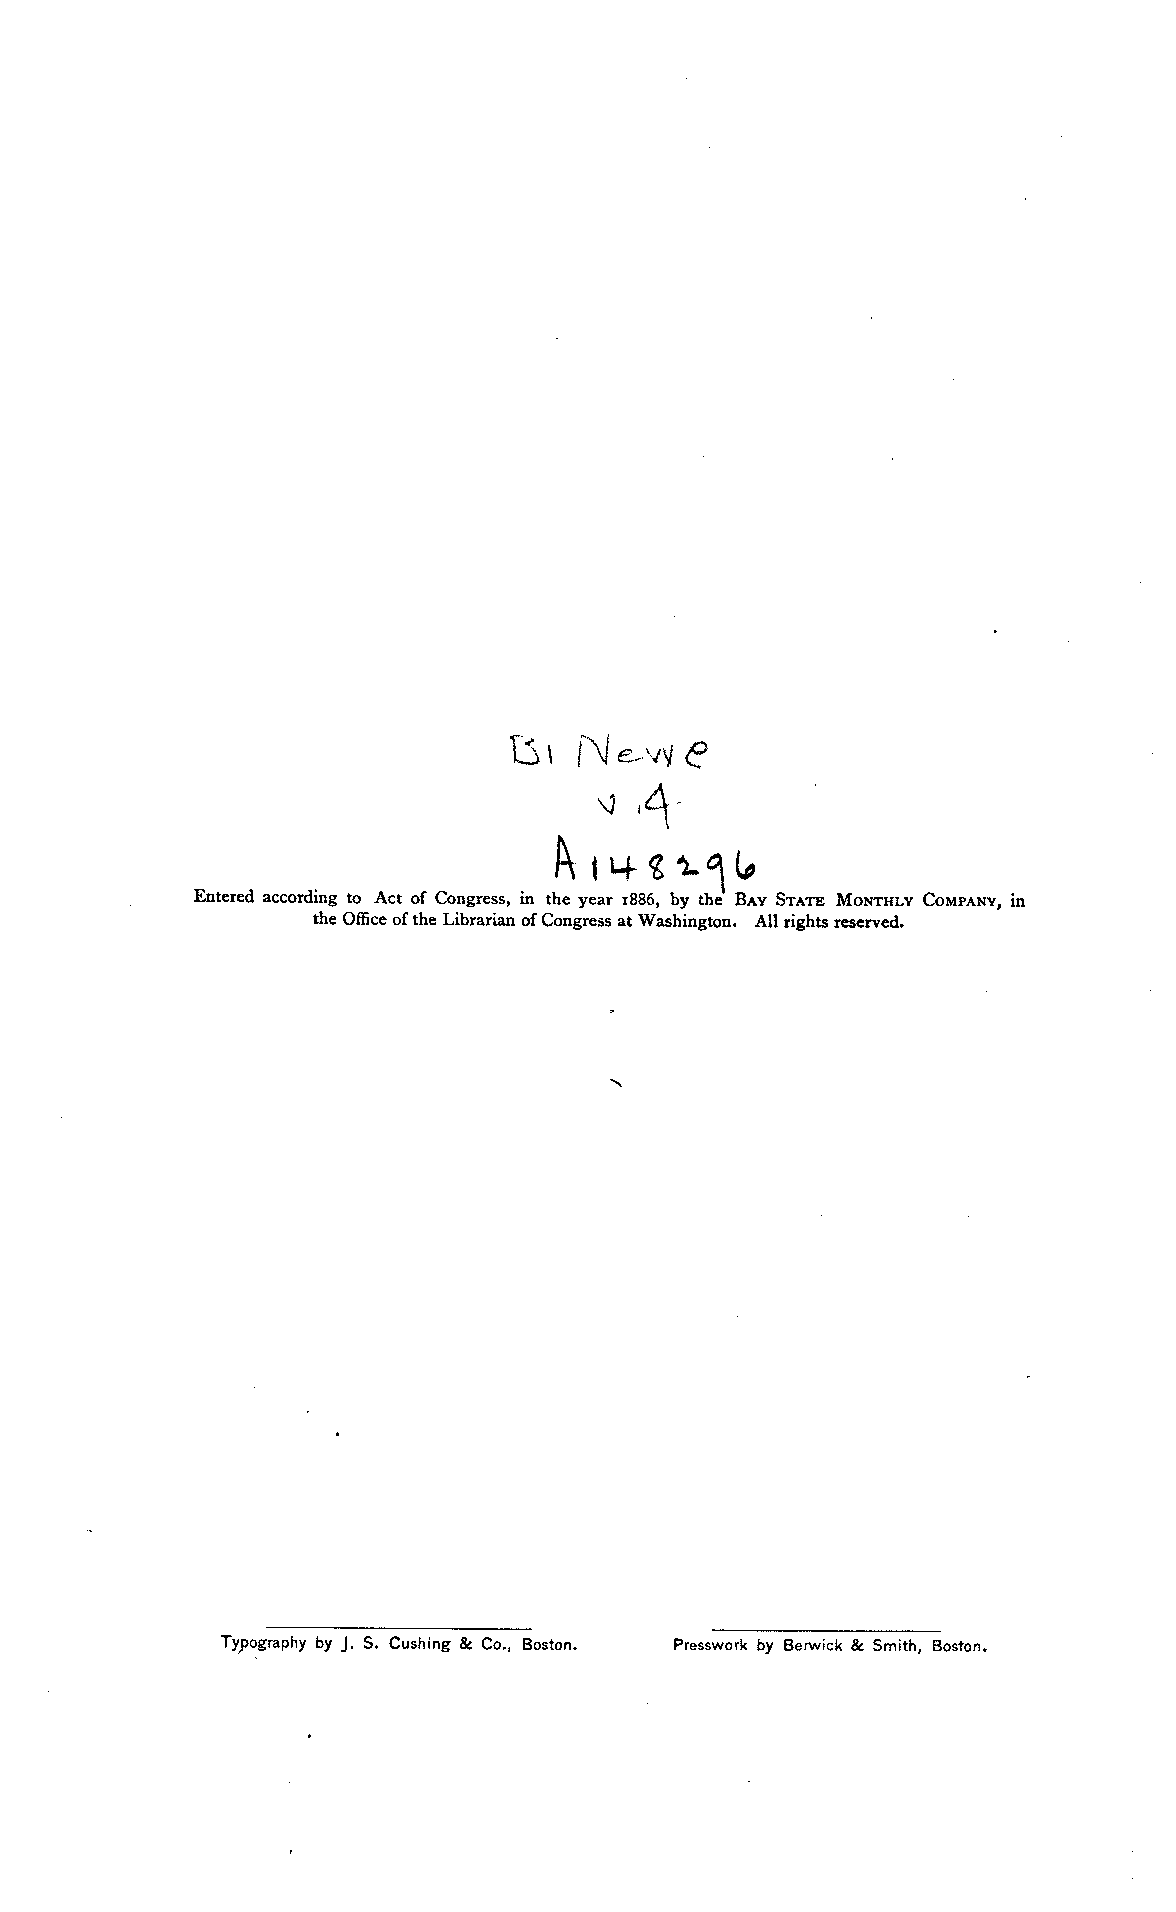 B1 Newe
v.4
A148296
Entered according to Act of Congress, in the year 1886, by the BAY STATE MONTHLY COMPANY, in
the Office of the Librarian of Congress at Washington. All rights reserved.
Typography by J. S. Cushing & Co., Boston. Presswork by Berwick & Smith, Boston.